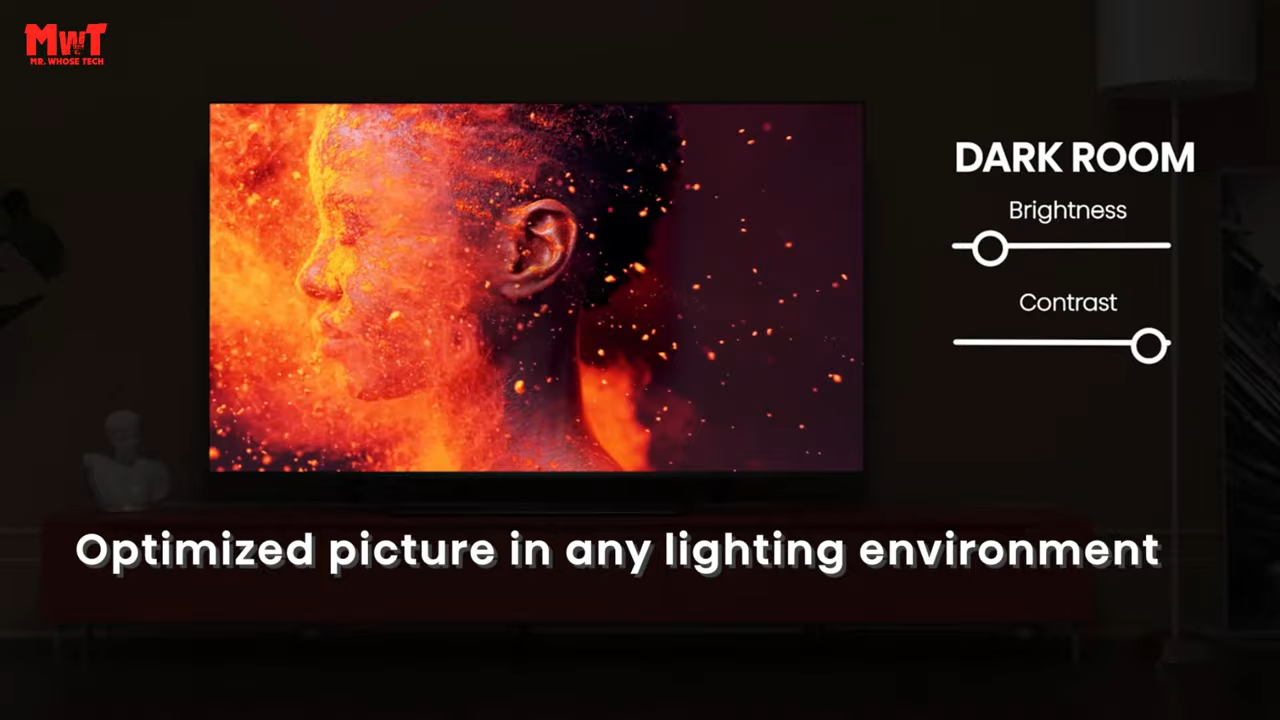 MWT
MR. WHOSE TECH
DARK ROOM
Brightness
Contrast
Optimized picture in any lighting environment